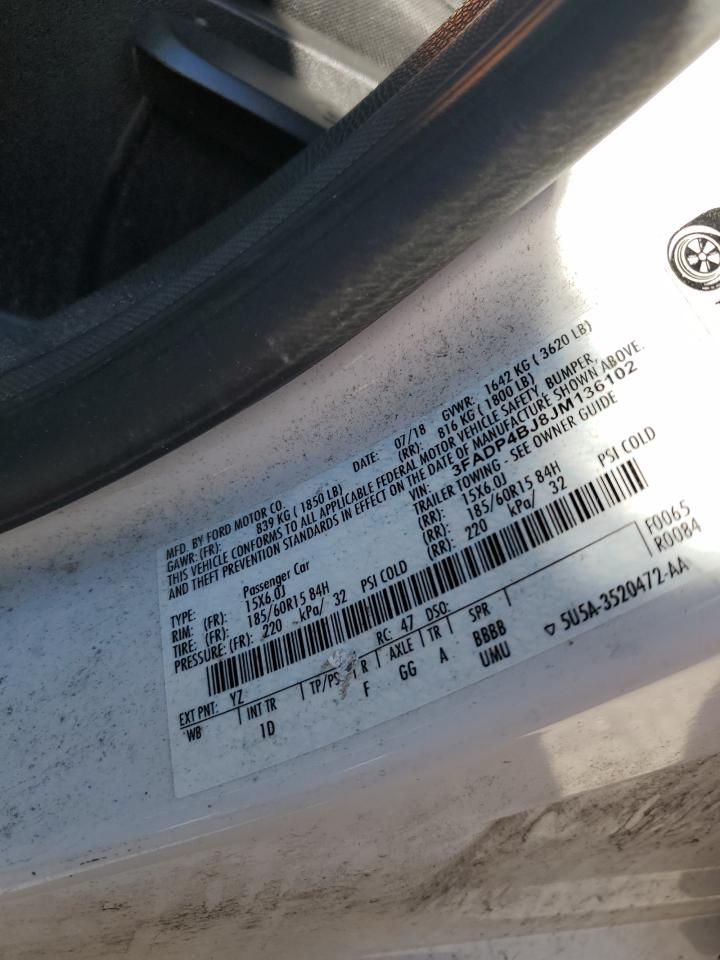 MFD. BY FORD MOTOR CO. DATE: 07/18 GVWR: 1642 KG ( 3620 LB)
GAWR: (FR): 839 KG ( 1850 LB) (RR): 816 KG ( 1800 LB)
THIS VEHICLE CONFORMS TO ALL APPLICABLE FEDERAL MOTOR VEHICLE SAFETY, BUMPER,
AND THEFT PREVENTION STANDARDS IN EFFECT ON THE DATE OF MANUFACTURE SHOWN ABOVE.
VIN: 3FADP4BJ8JM136102
TYPE: Passenger Car TRAILER TOWING - SEE OWNER GUIDE
RIM: (FR): 15X6.0J (RR): 15X6.0J
TIRE: (FR): 185/60R15 84H (RR): 185/60R15 84H
PRESSURE: (FR): 220 kPa/ 32 PSI COLD (RR): 220 kPa/ 32 PSI COLD
F0065
R0084
EXT PNT: YZ RC: 47 DSO:
WB INT TR TP/PS R AXLE TR SPR
1D F GG A BBBB
UMU
5U5A-3520472-AA